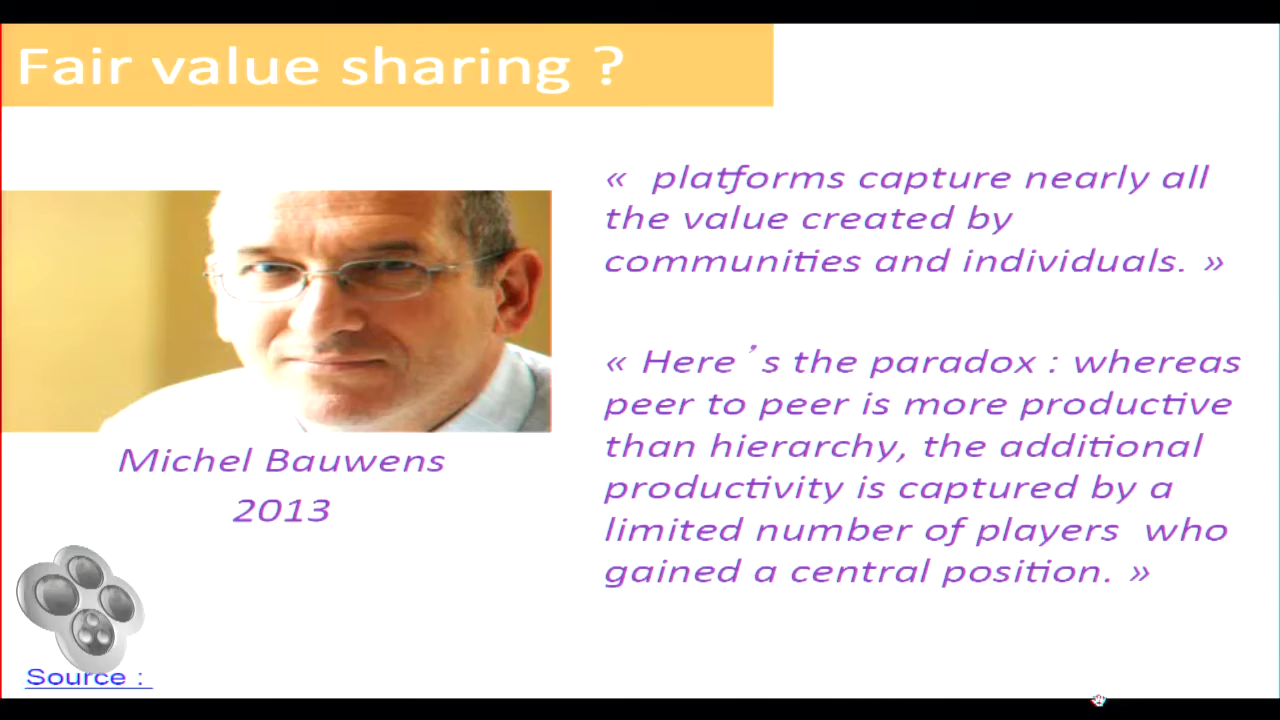 Fair value sharing ?
«  platforms capture nearly all
the value created by
communities and individuals. »
« Here's the paradox : whereas
peer to peer is more productive
than hierarchy, the additional
productivity is captured by a
limited number of players  who
gained a central position. »
Michel Bauwens
2013
Source :